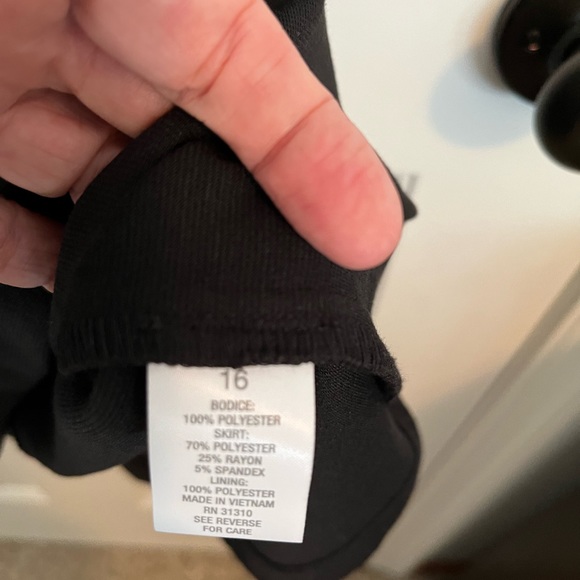 16
BODICE:
100% POLYESTER
SKIRT:
70% POLYESTER
25% RAYON
5% SPANDEX
LINING:
100% POLYESTER
MADE IN VIETNAM
RN 31310
SEE REVERSE
FOR CARE